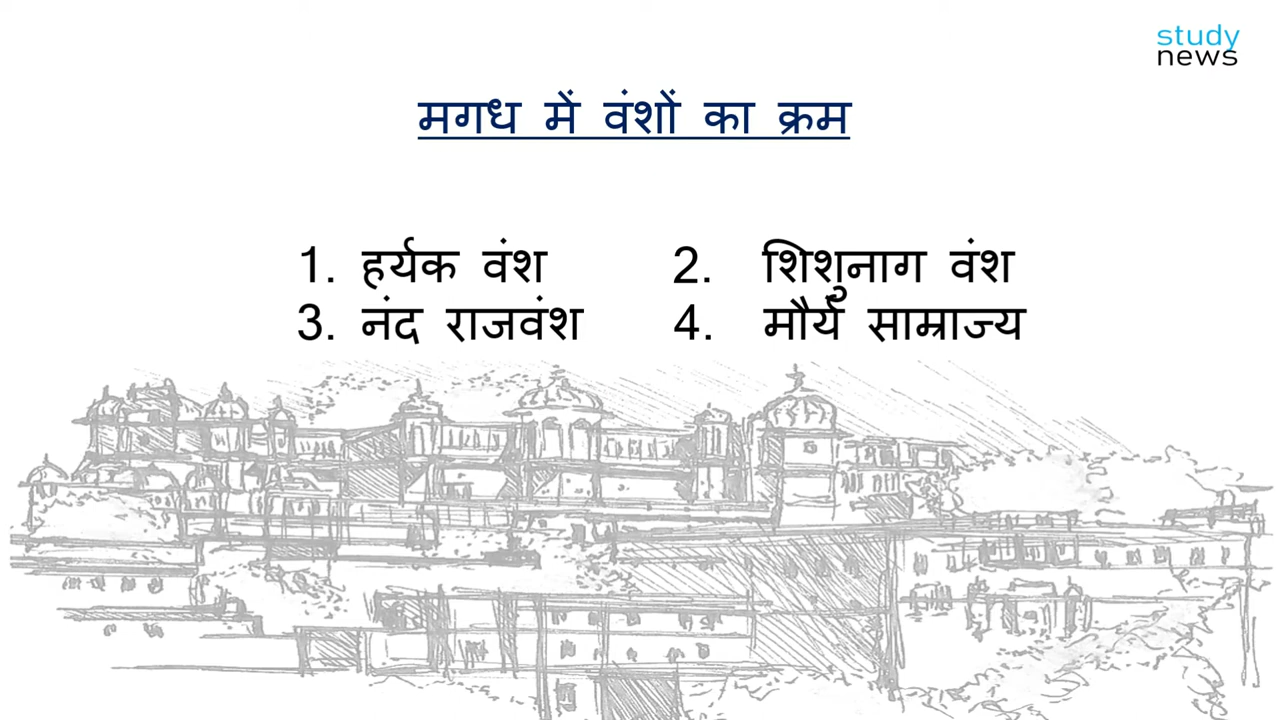 study
news
मगध में वंशों का क्रम
1. हर्यक वंश 2. शिशुनाग वंश
3. नंद राजवंश 4. मौर्य साम्राज्य